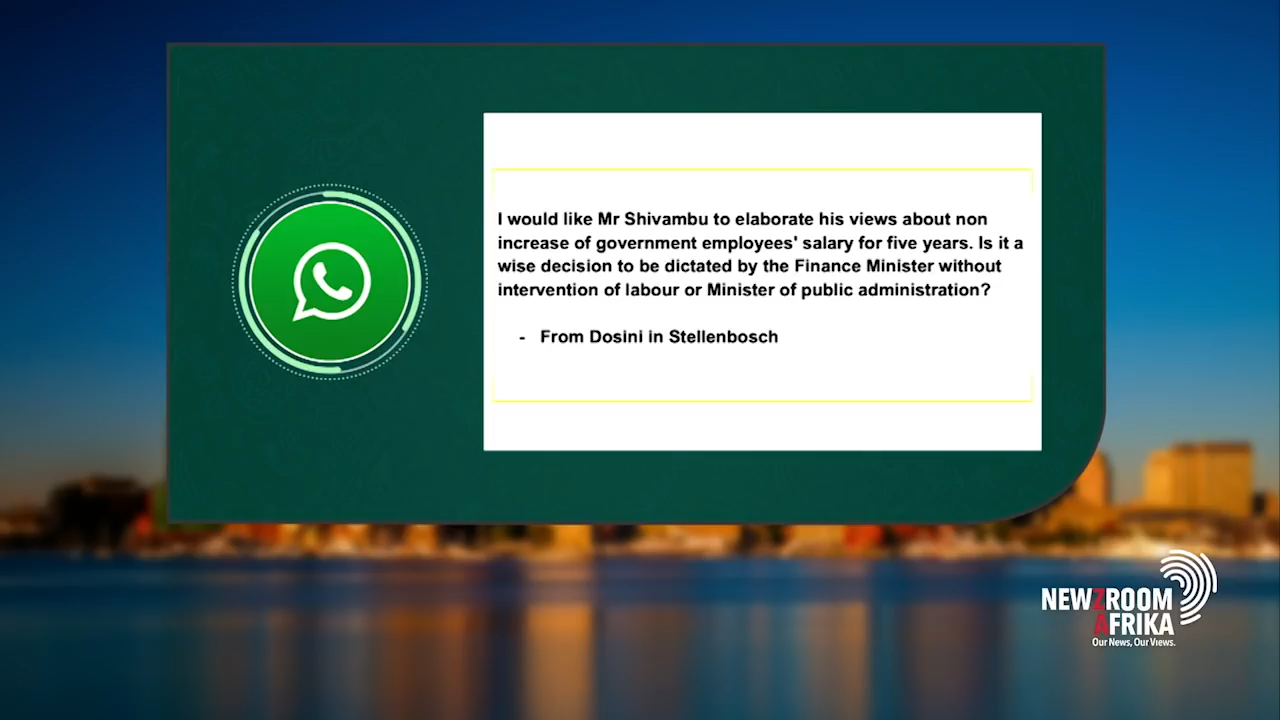 I would like Mr Shivambu to elaborate his views about non
increase of government employees' salary for five years. Is it a
wise decision to be dictated by the Finance Minister without
intervention of labour or Minister of public administration?
- From Dosini in Stellenbosch
NEWZROOM
AFRIKA
Our News, Our Views.